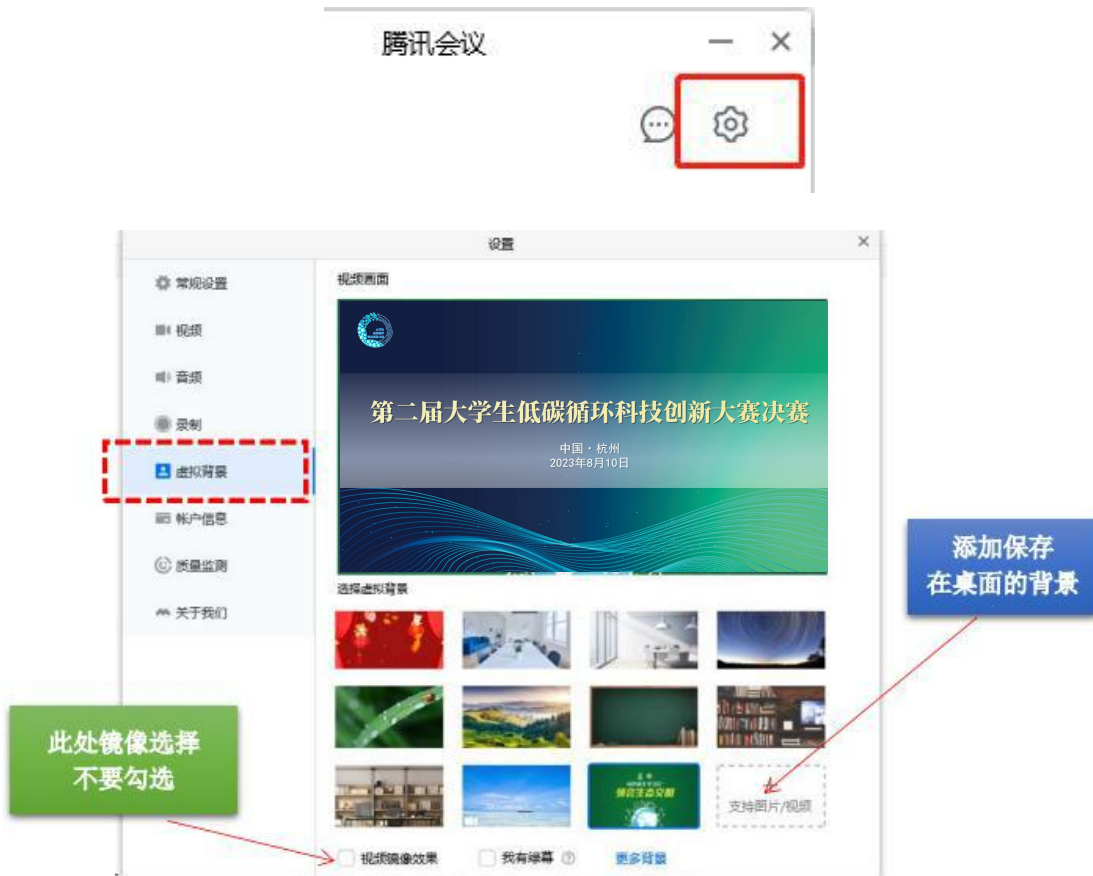 腾讯会议
设置
常规设置
视频
音频
录制
虚拟背景
帐户信息
质量监测
关于我们
视频画面
第二届大学生低碳循环科技创新大赛决赛
中国·杭州
2023年8月10日
选择虚拟背景
支持图片/视频
视频镜像效果
我有绿幕
更多背景
添加保存
在桌面的背景
此处镜像选择
不要勾选